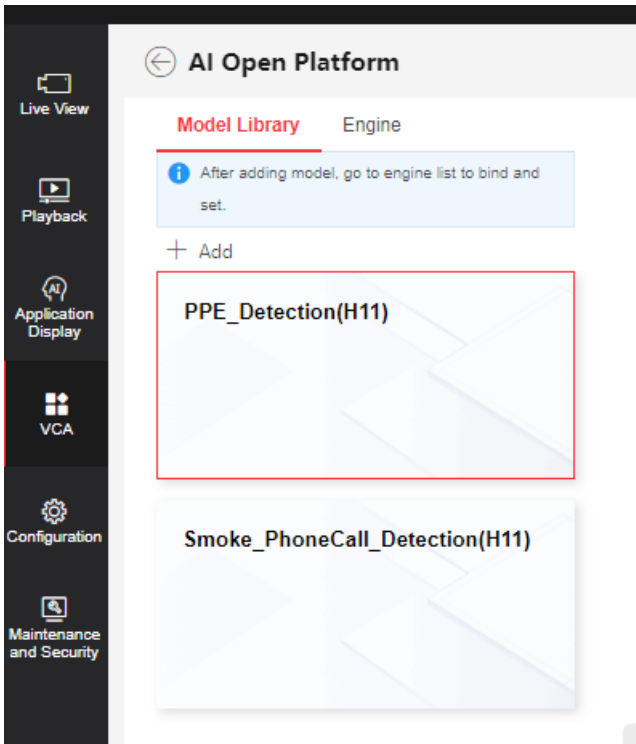 AI Open Platform
Live View
Playback
AI
Application
Display
VCA
Configuration
Maintenance
and Security
Model Library
Engine
After adding model, go to engine list to bind and
set.
Add
PPE_Detection(H11)
Smoke_PhoneCall_Detection(H11)